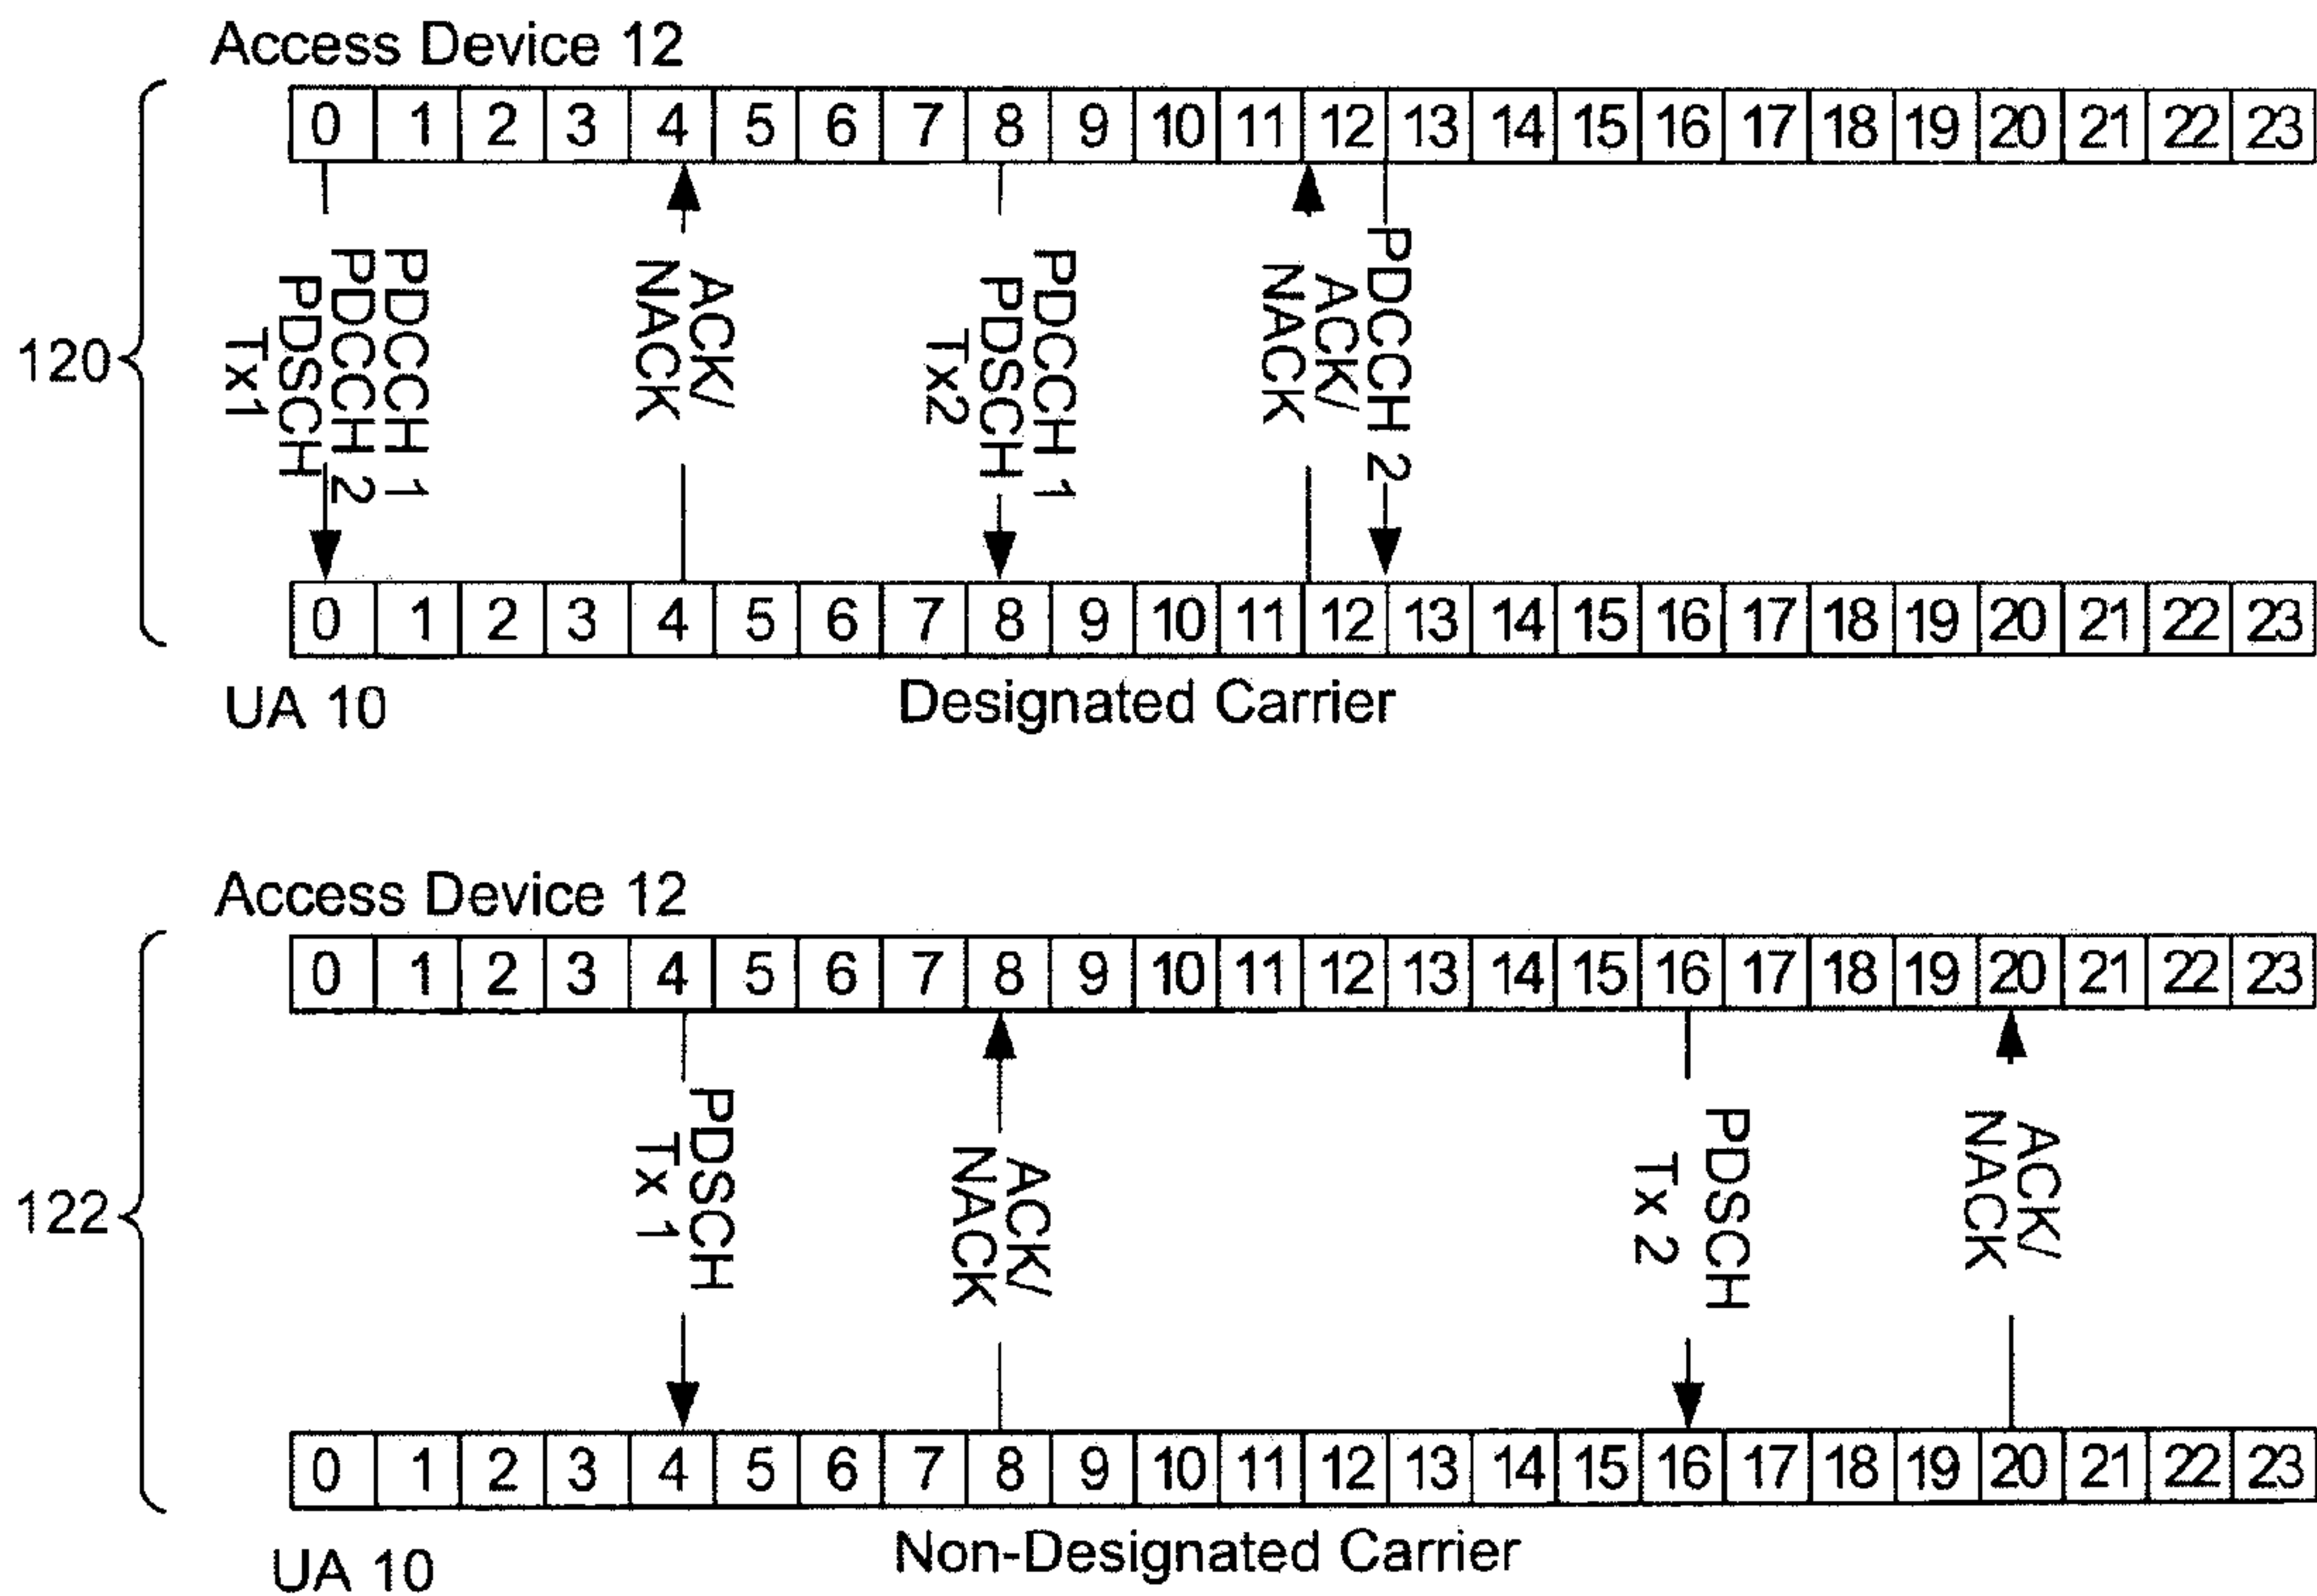 Access Device 12
0 1 2 3 4 5 6 7 8 9 10 11 12 13 14 15 16 17 18 19 20 21 22 23
120
PDCCH 1
PDCCH 2
PDSCH
Tx1
ACK/
NACK
PDCCH 1
PDSCH
Tx2
ACK/
NACK
PDCCH 2
0 1 2 3 4 5 6 7 8 9 10 11 12 13 14 15 16 17 18 19 20 21 22 23
UA 10
Designated Carrier
Access Device 12
0 1 2 3 4 5 6 7 8 9 10 11 12 13 14 15 16 17 18 19 20 21 22 23
122
PDSCH
Tx 1
ACK/
NACK
PDSCH
Tx 2
ACK/
NACK
0 1 2 3 4 5 6 7 8 9 10 11 12 13 14 15 16 17 18 19 20 21 22 23
UA 10
Non-Designated Carrier